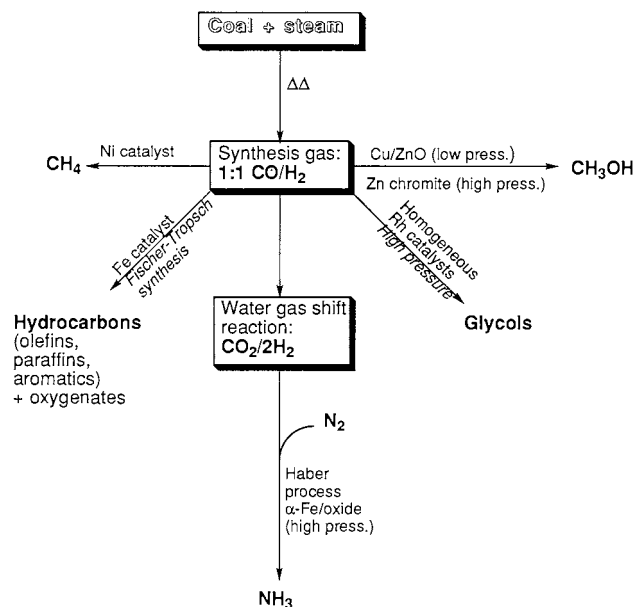 Coal + steam
ΔΔ
CH₄
Ni catalyst
Synthesis gas:
1:1 CO/H₂
Cu/ZnO (low press.)
Zn chromite (high press.)
CH₃OH
Fe catalyst
Fischer-Tropsch
synthesis
Homogeneous
Rh catalysts
High pressure
Hydrocarbons
(olefins,
paraffins,
aromatics)
+ oxygenates
Water gas shift
reaction:
CO₂/2H₂
Glycols
N₂
Haber
process
α-Fe/oxide
(high press.)
NH₃